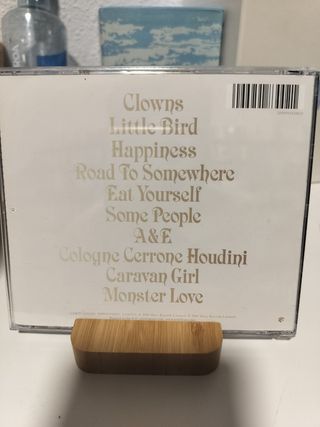 Clowns
Little Bird
Happiness
Road To Somewhere
Eat Yourself
Some People
A&E
Cologne Cerrone Houdini
Caravan Girl
Monster Love